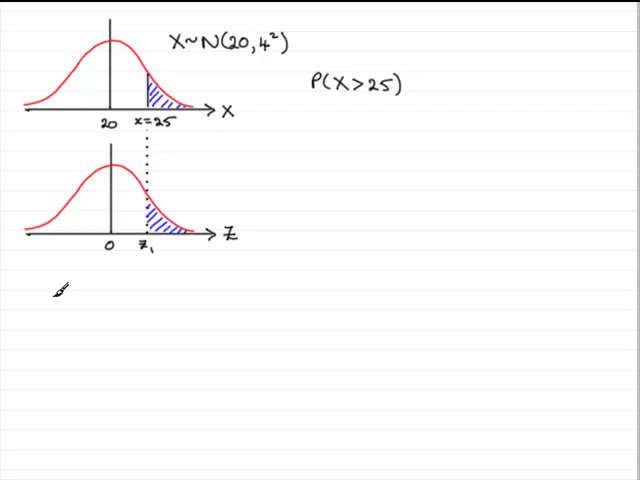 X~N(20, 4²)
P(X > 25)
20 x=25 X
0 z₁ Z